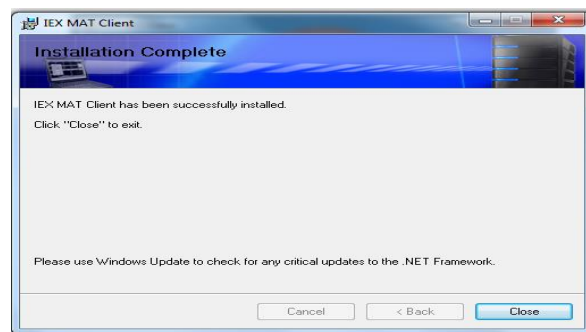 IEX MAT Client
Installation Complete
IEX MAT Client has been successfully installed.
Click "Close" to exit.
Please use Windows Update to check for any critical updates to the .NET Framework.
Cancel
< Back
Close